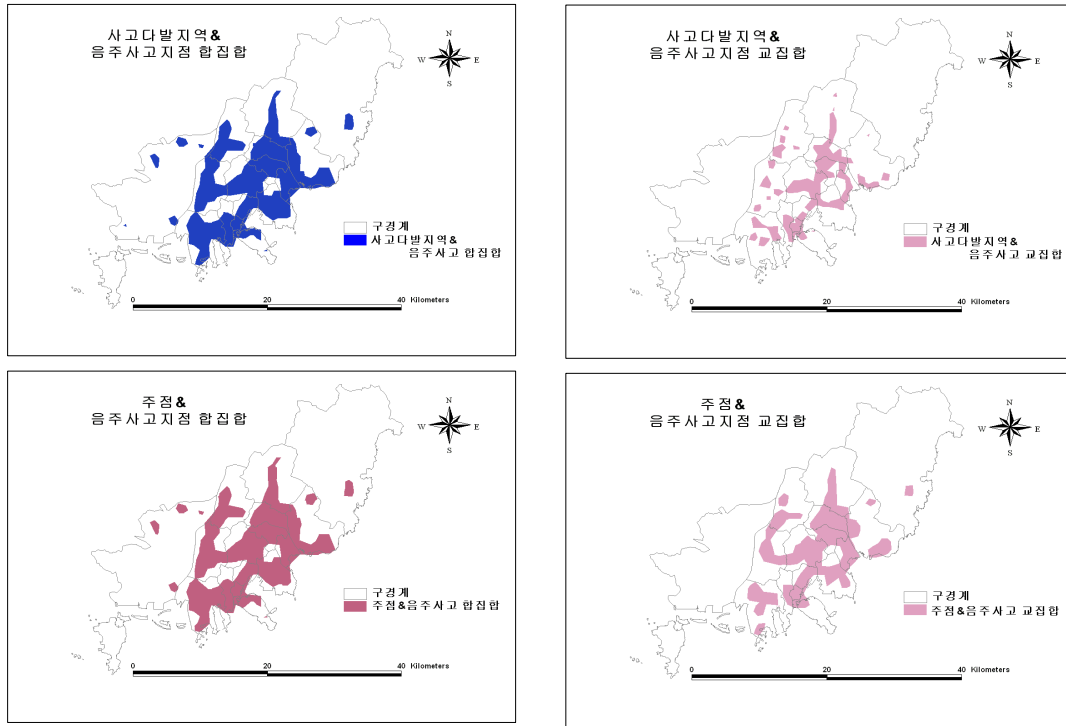 사고다발지역&
음주사고지점 합집합
N
W
E
S
구경계
사고다발지역&
음주사고 합집합
0
20
40
Kilometers
사고다발지역&
음주사고지점 교집합
N
W
E
S
구경계
사고다발지역&
음주사고 교집합
0
20
40
Kilometers
주점&
음주사고지점 합집합
N
W
E
S
구경계
주점&음주사고 합집합
0
20
40
Kilometers
주점&
음주사고지점 교집합
N
W
E
S
구경계
주점&음주사고 교집합
0
20
40
Kilometers